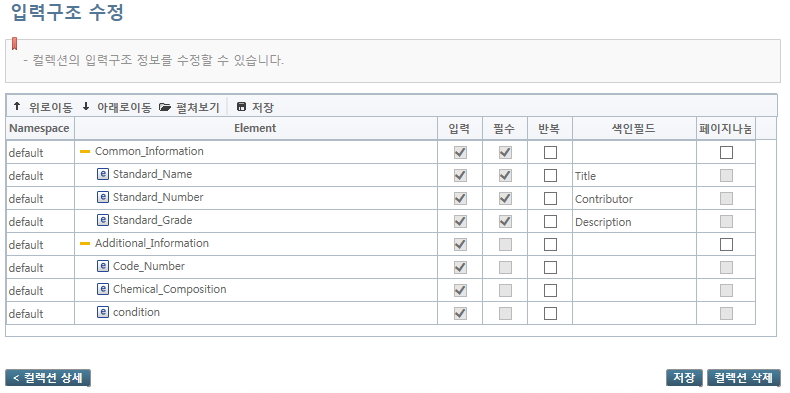 입력구조 수정
- 컬렉션의 입력구조 정보를 수정할 수 있습니다.
위로이동 아래로이동 펼쳐보기 저장
Namespace Element 입력 필수 반복 색인필드 페이지나눔
default Common_Information
default e Standard_Name Title
default e Standard_Number Contributor
default e Standard_Grade Description
default Additional_Information
default e Code_Number
default e Chemical_Composition
default e condition
< 컬렉션 상세 저장 컬렉션 삭제